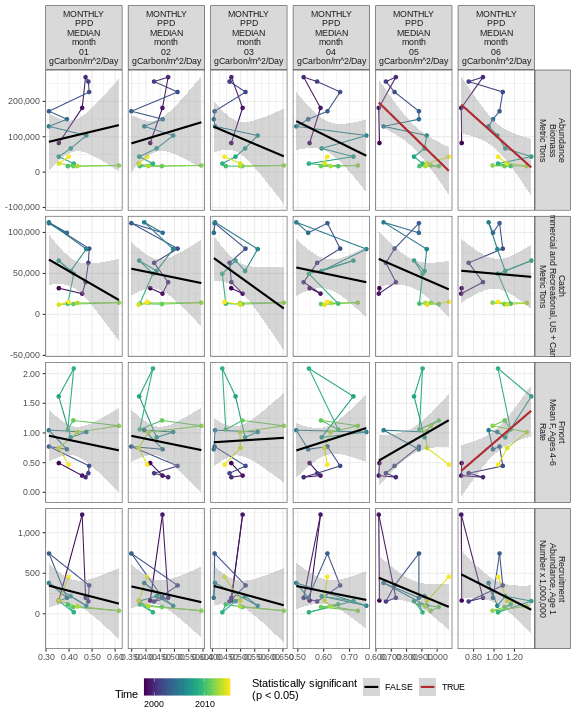 MONTHLY
PPD
MEDIAN
month
01
gCarbon/m^2/Day
MONTHLY
PPD
MEDIAN
month
02
gCarbon/m^2/Day
MONTHLY
PPD
MEDIAN
month
03
gCarbon/m^2/Day
MONTHLY
PPD
MEDIAN
month
04
gCarbon/m^2/Day
MONTHLY
PPD
MEDIAN
month
05
gCarbon/m^2/Day
MONTHLY
PPD
MEDIAN
month
06
gCarbon/m^2/Day
200,000
100,000
0
-100,000
Abundance
Biomass
Metric Tons
100,000
50,000
0
-50,000
Catch
mmercial and Recreational, US + Can
Metric Tons
2.00
1.50
1.00
0.50
0.00
Fmort
Mean F, Ages 4-6
Rate
1,000
500
0
Recruitment
Abundance, Age 1
Number x 1,000,000
0.30 0.40 0.50
0.50 0.60 0.70
0.80 1.00 1.20
Time
2000 2010
Statistically significant
(p < 0.05)
FALSE TRUE